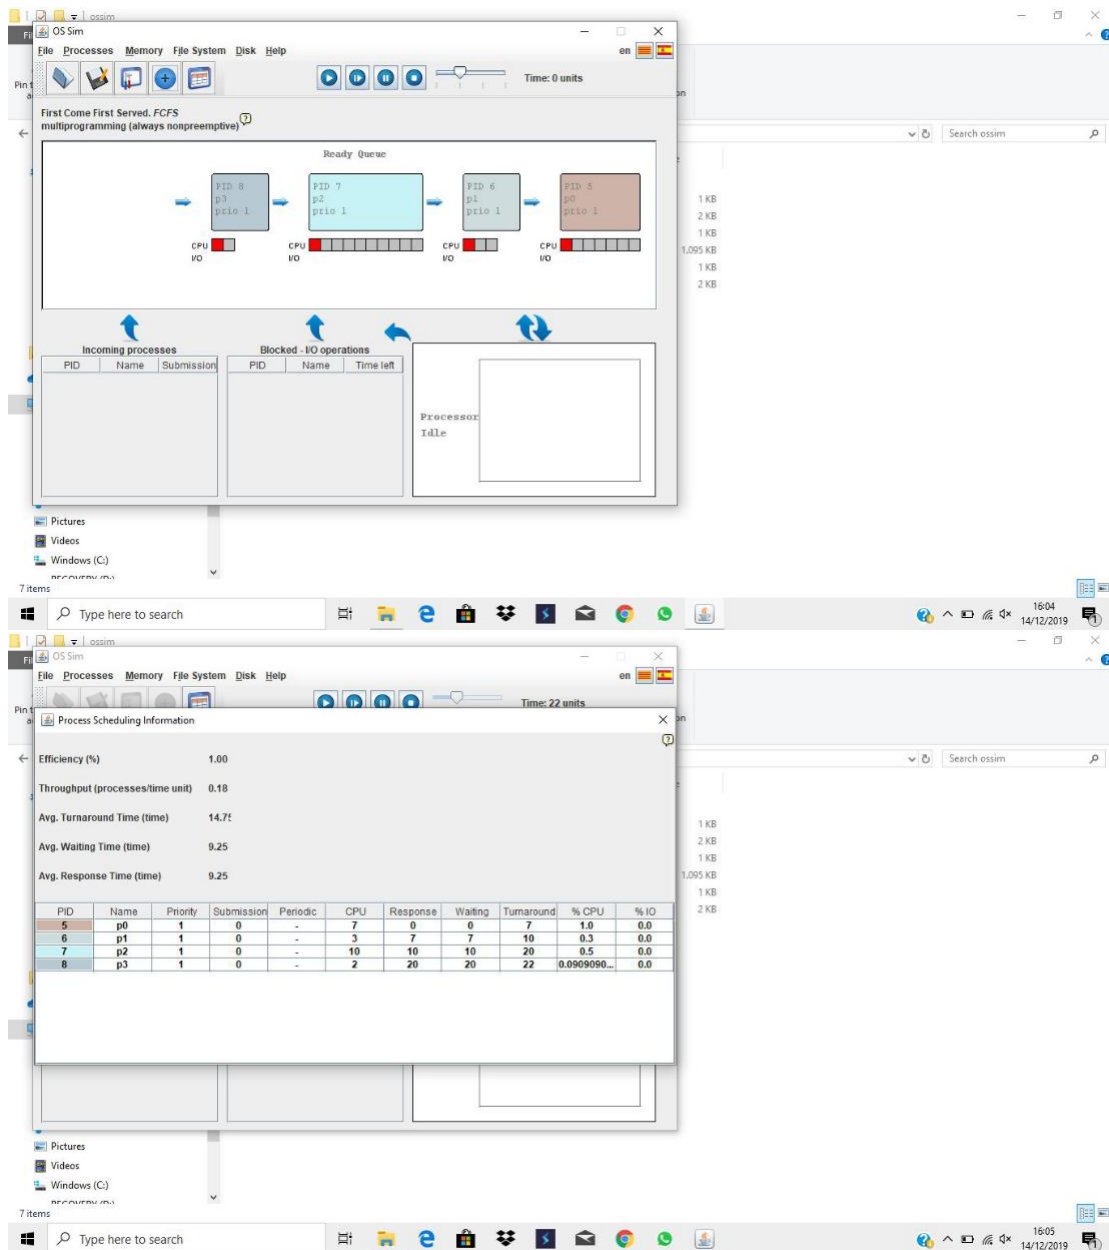 ossim
OS Sim
File Processes Memory File System Disk Help
en
Time: 0 units
First Come First Served. FCFS
multiprogramming (always nonpreemptive)
Search ossim
Ready Queue
PID 8 PID 7 PID 6 PID 5
p3 p2 p1 p0
prio 1 prio 1 prio 1 prio 1
CPU CPU CPU CPU
I/O I/O I/O I/O
1 KB
2 KB
1 KB
1,095 KB
1 KB
2 KB
Incoming processes Blocked - I/O operations
PID Name Submission PID Name Time left
Processor
Idle
Pictures
Videos
Windows (C:)
RECOVERY (D:)
7 items
Type here to search
16:04
14/12/2019
ossim
OS Sim
File Processes Memory File System Disk Help
en
Time: 22 units
Process Scheduling Information
Efficiency (%) 1.00
Throughput (processes/time unit) 0.18
Avg. Turnaround Time (time) 14.75
Avg. Waiting Time (time) 9.25
Avg. Response Time (time) 9.25
Search ossim
1 KB
2 KB
1 KB
1,095 KB
1 KB
2 KB
PID Name Priority Submission Periodic CPU Response Waiting Turnaround % CPU % IO
5 p0 1 0 - 7 0 0 7 1.0 0.0
6 p1 1 0 - 3 7 7 10 0.3 0.0
7 p2 1 0 - 10 10 10 20 0.5 0.0
8 p3 1 0 - 2 20 20 22 0.0909090... 0.0
Pictures
Videos
Windows (C:)
RECOVERY (D:)
7 items
Type here to search
16:05
14/12/2019